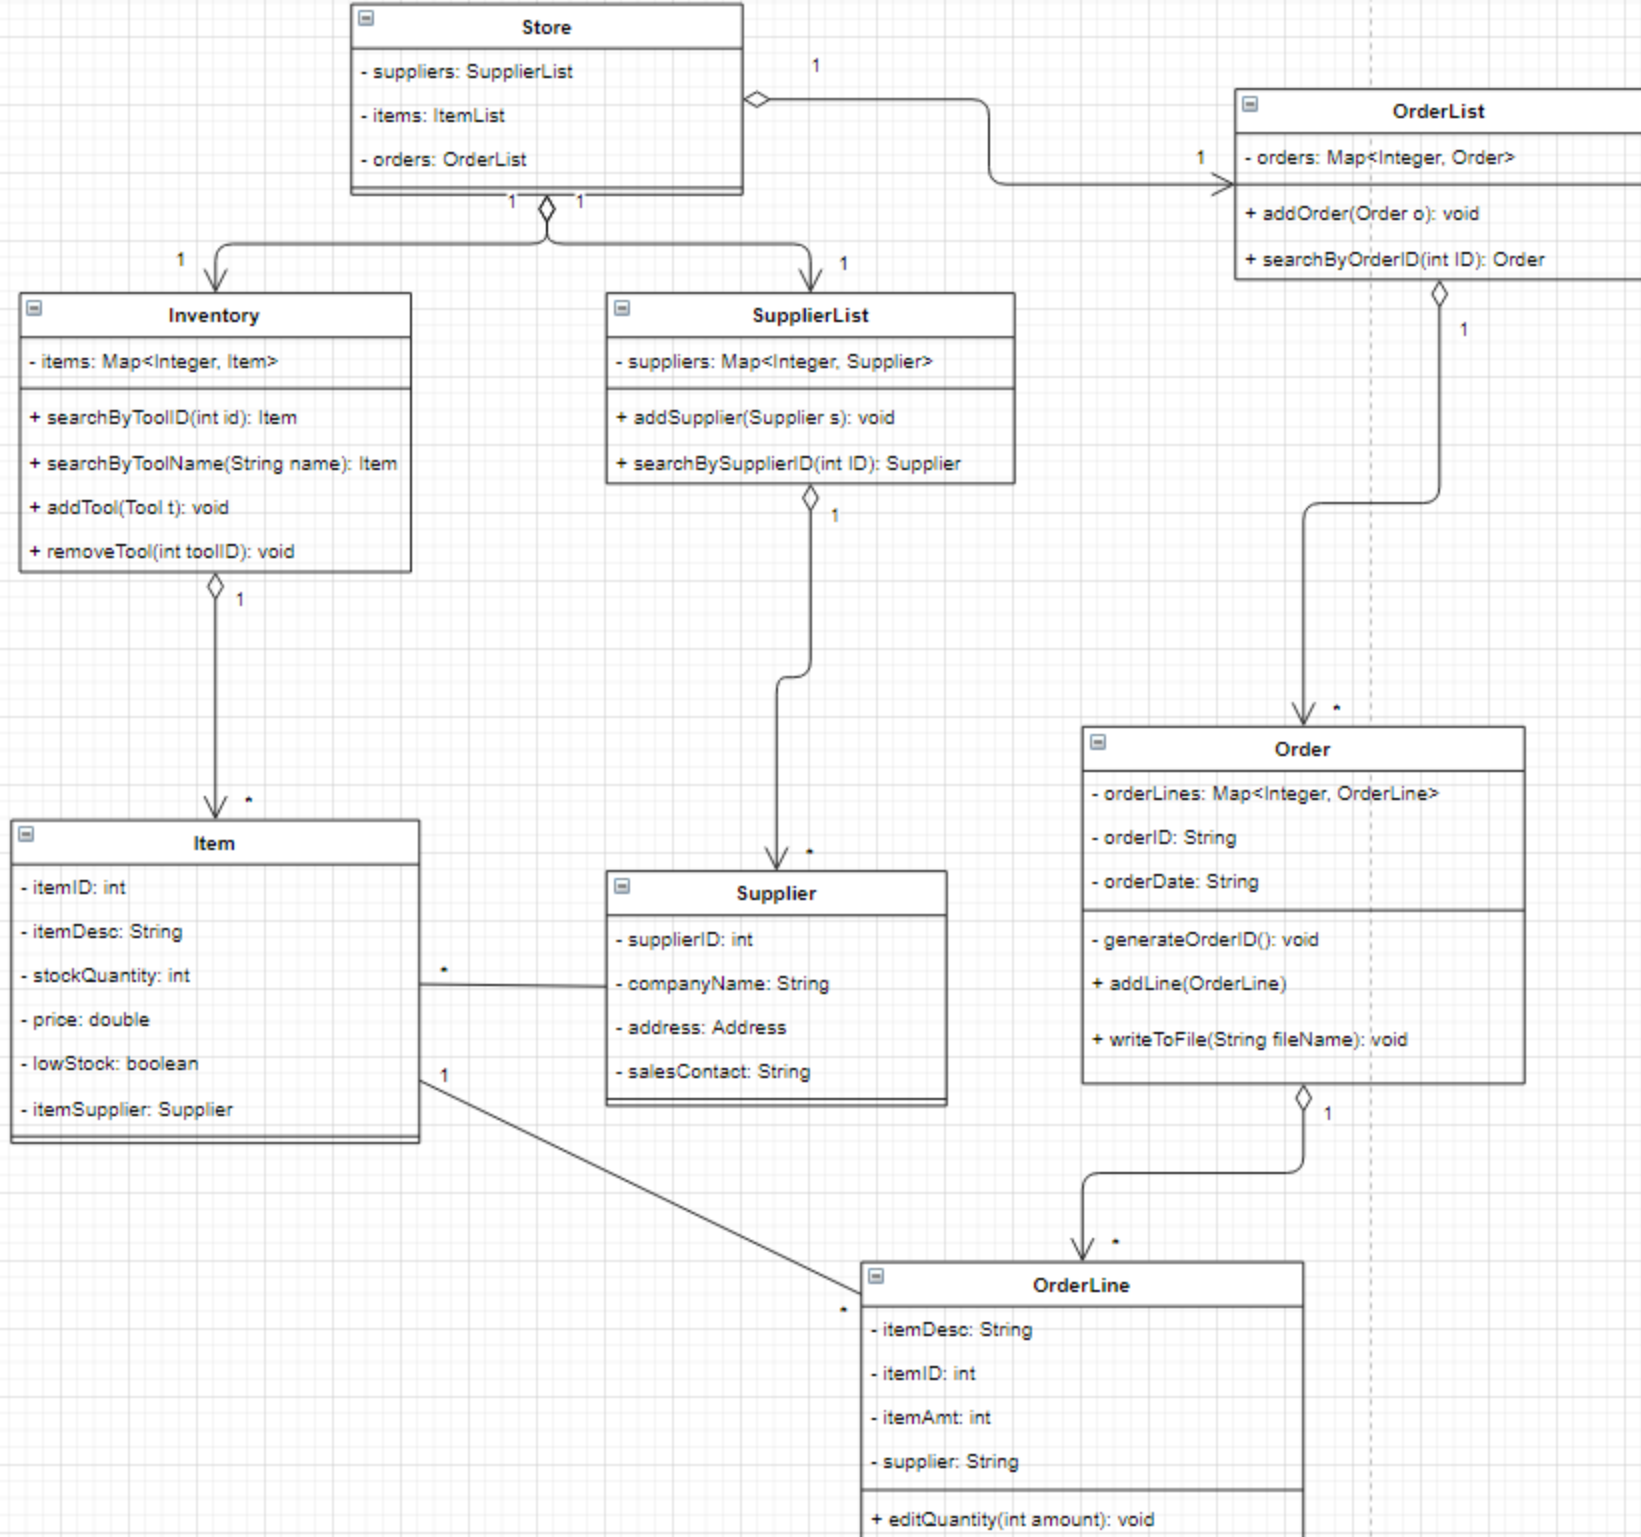 Store
- suppliers: SupplierList
- items: ItemList
- orders: OrderList
1
1
1 1
1
1
OrderList
- orders: Map<Integer, Order>
+ addOrder(Order o): void
+ searchByOrderID(int ID): Order
1
Inventory
- items: Map<Integer, Item>
+ searchByToolID(int id): Item
+ searchByToolName(String name): Item
+ addTool(Tool t): void
+ removeTool(int toolID): void
1
*
SupplierList
- suppliers: Map<Integer, Supplier>
+ addSupplier(Supplier s): void
+ searchBySupplierID(int ID): Supplier
1
*
*
Item
- itemID: int
- itemDesc: String
- stockQuantity: int
- price: double
- lowStock: boolean
- itemSupplier: Supplier
*
1
Supplier
- supplierID: int
- companyName: String
- address: Address
- salesContact: String
Order
- orderLines: Map<Integer, OrderLine>
- orderID: String
- orderDate: String
- generateOrderID(): void
+ addLine(OrderLine)
+ writeToFile(String fileName): void
1
*
*
OrderLine
- itemDesc: String
- itemID: int
- itemAmt: int
- supplier: String
+ editQuantity(int amount): void